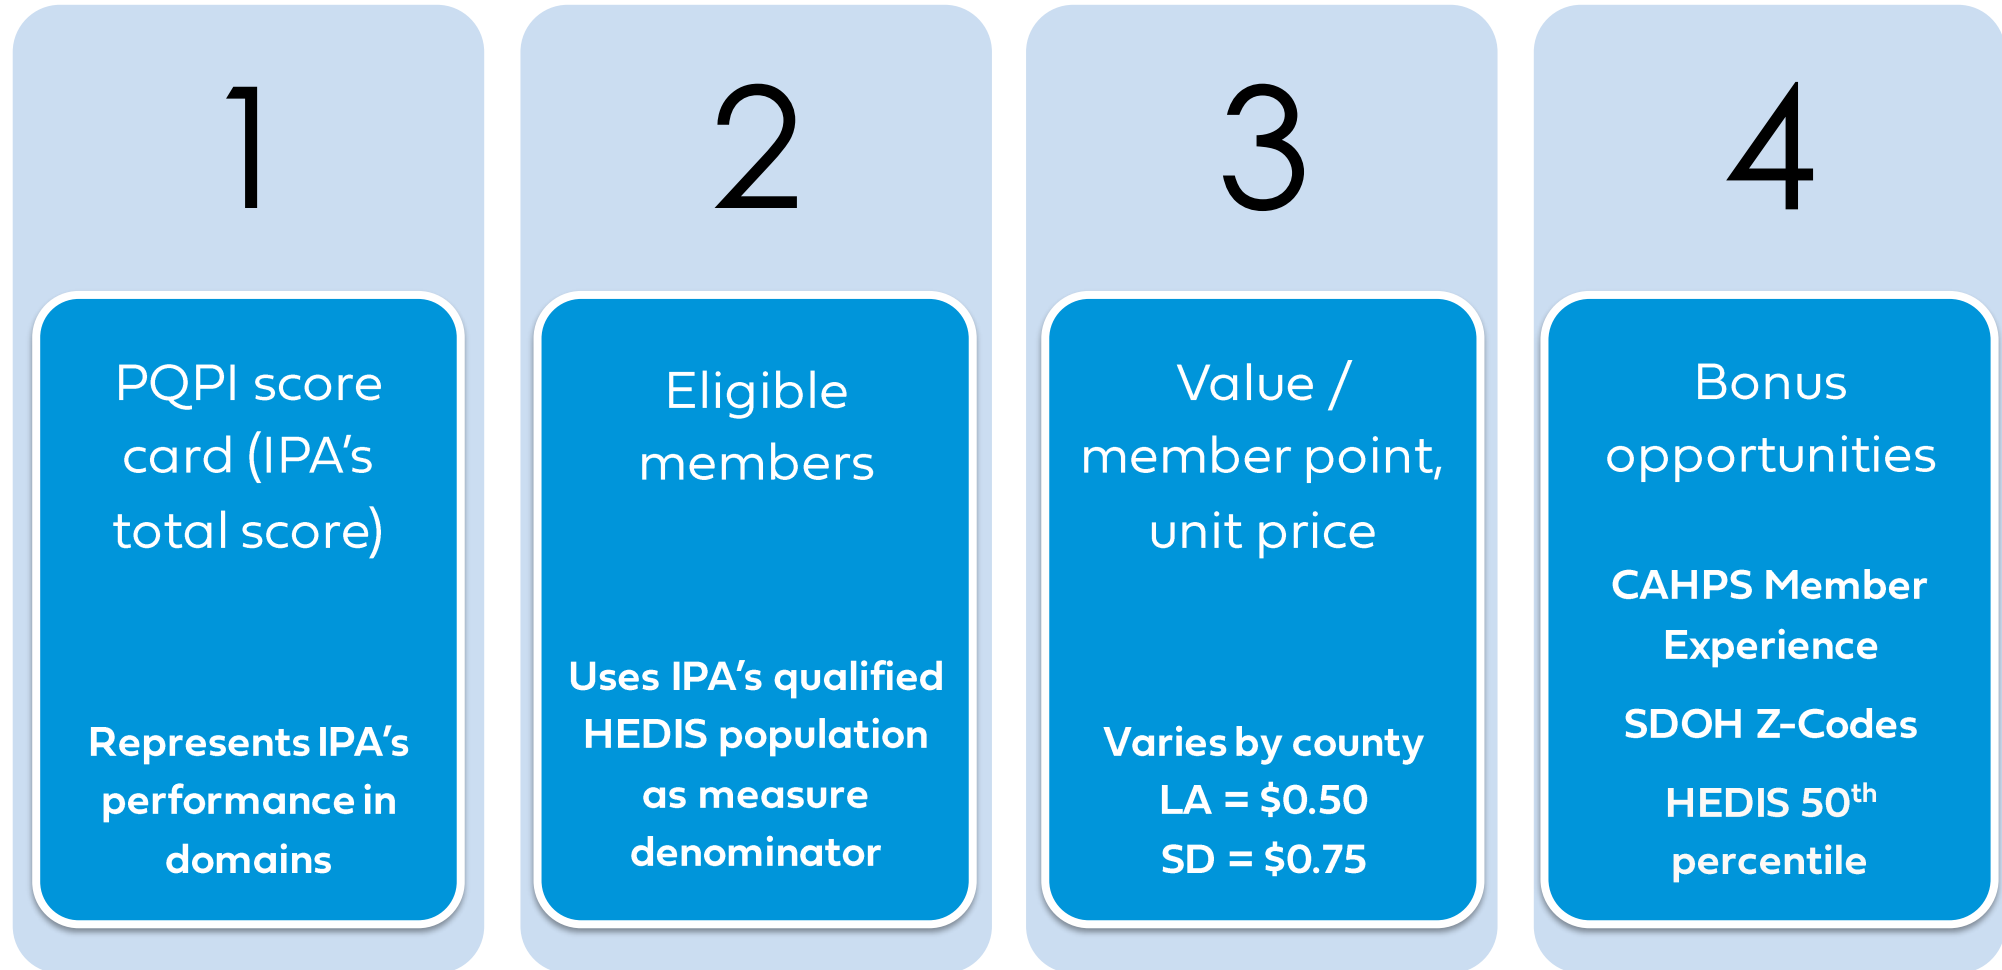 1
PQPI score
card (IPA’s
total score)
Represents IPA’s
performance in
domains
2
Eligible
members
Uses IPA’s qualified
HEDIS population
as measure
denominator
3
Value /
member point,
unit price
Varies by county
LA = $0.50
SD = $0.75
4
Bonus
opportunities
CAHPS Member
Experience
SDOH Z-Codes
HEDIS 50th
percentile